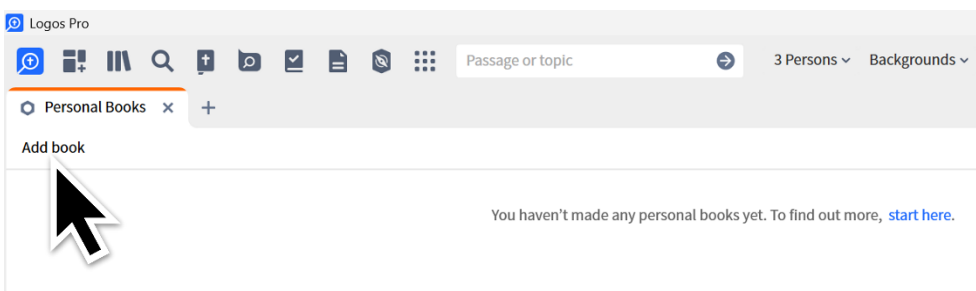 Logos Pro
Passage or topic
3 Persons
Backgrounds
Personal Books
Add book
You haven't made any personal books yet. To find out more, start here.